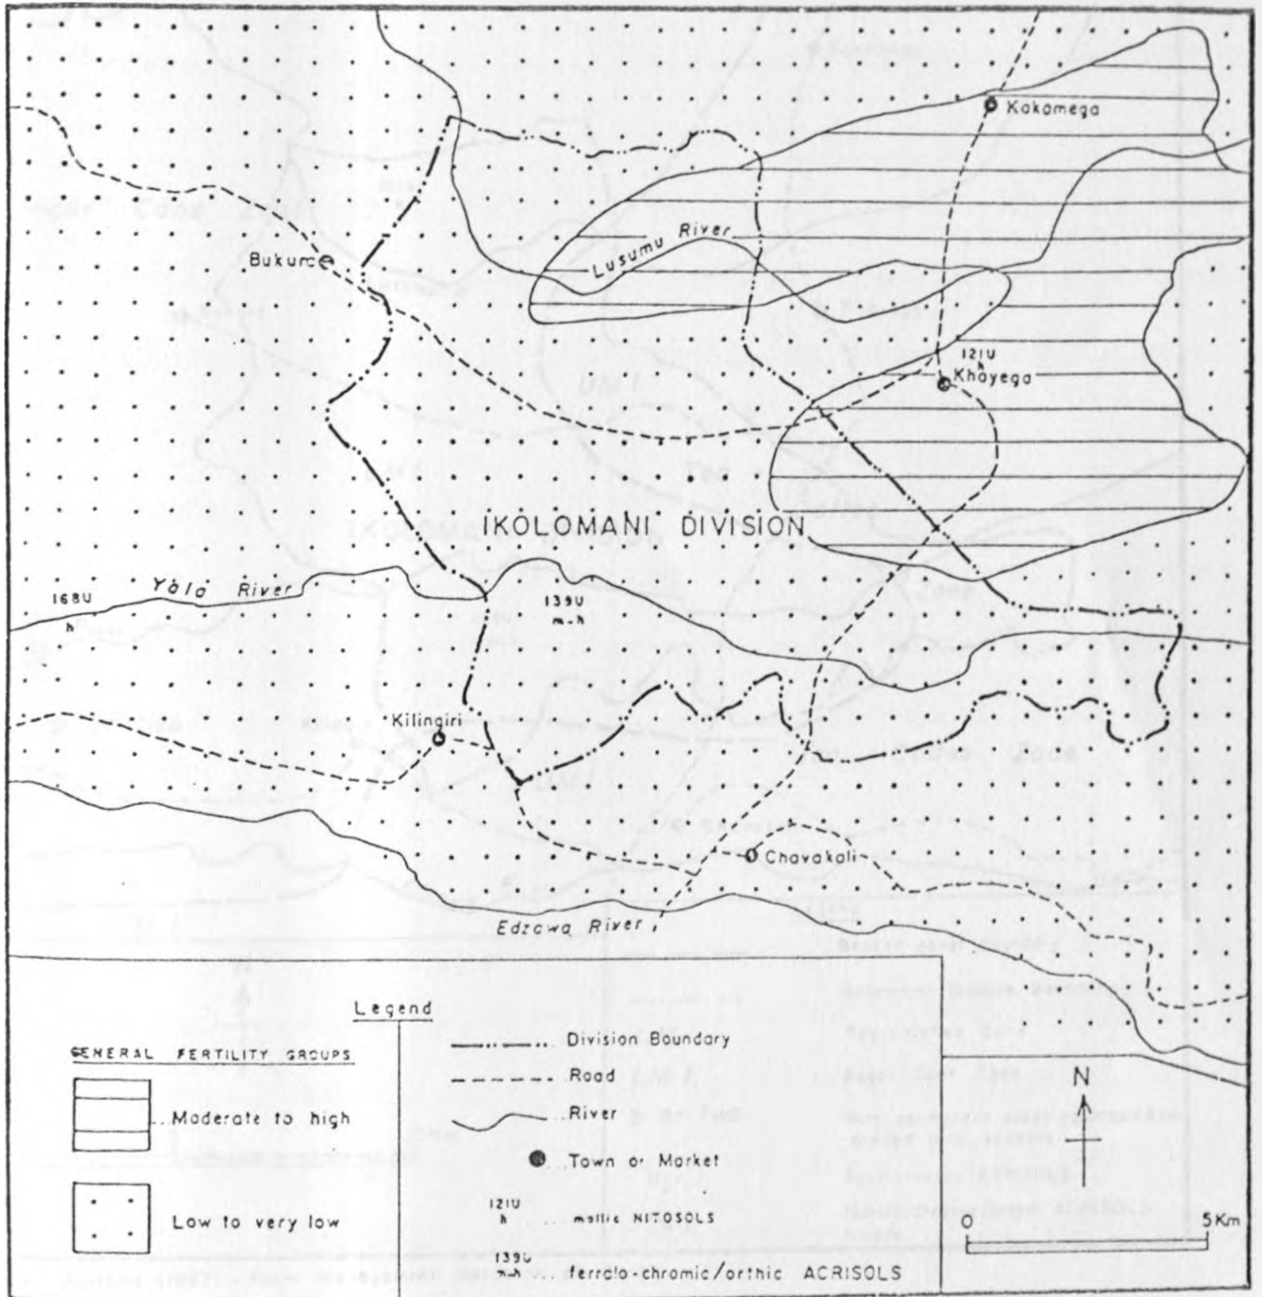 Kakamega
Lusumu River
Bukura
121U
h
Khayega
IKOLOMANI DIVISION
Yala River
168U
h
139U
m-h
Kilingiri
Chavakali
Edzawa River
Legend
GENERAL FERTILITY GROUPS
Moderate to high
Low to very low
Division Boundary
Road
River
Town or Market
121U
h
mollic NITOSOLS
139U
m-h
ferralo-chromic/orthic ACRISOLS
N
0 5Km